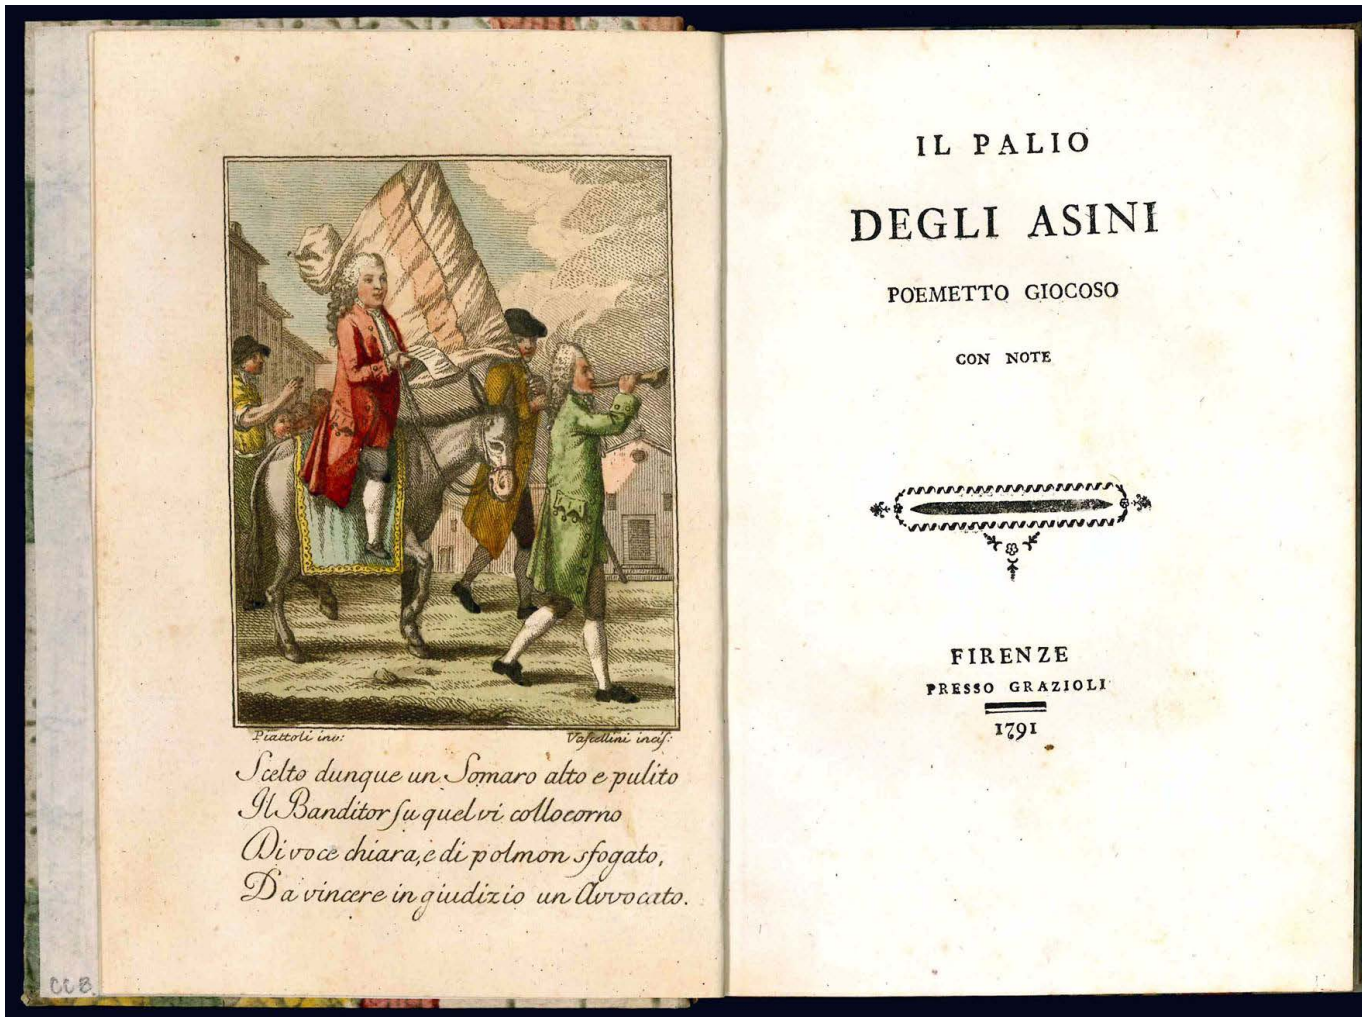 Piattoli inv:
Vascellini incis:
Scelto dunque un Somaro alto e pulito
Il Banditor su quel vi collocorno
Di voce chiara, e di polmon sfogato,
Da vincere in giudizio un Avvocato.
CCB
IL PALIO
DEGLI ASINI
POEMETTO GIOCOSO
CON NOTE
FIRENZE
PRESSO GRAZIOLI
1791